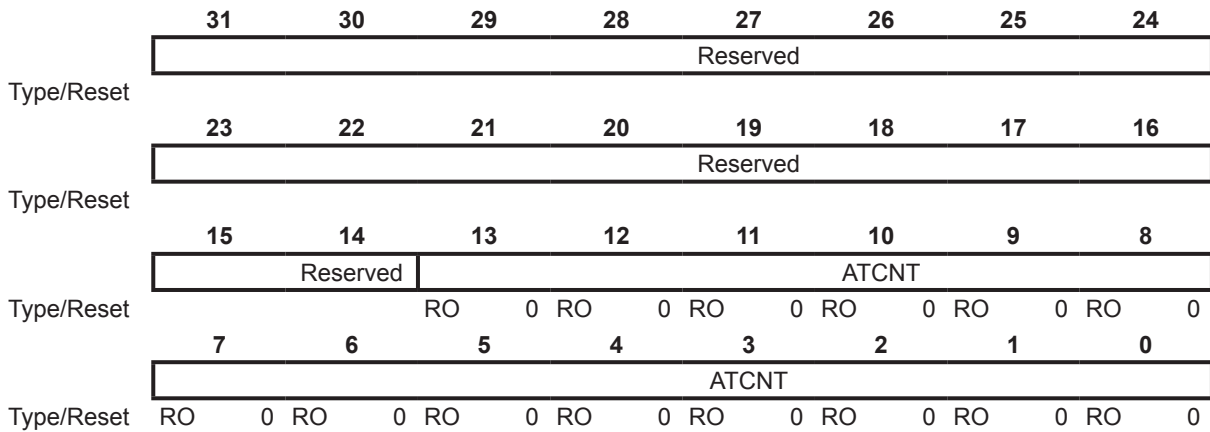 31 30 29 28 27 26 25 24
Reserved
Type/Reset
23 22 21 20 19 18 17 16
Reserved
Type/Reset
15 14 13 12 11 10 9 8
Reserved ATCNT
Type/Reset RO 0 RO 0 RO 0 RO 0 RO 0 RO 0
7 6 5 4 3 2 1 0
ATCNT
Type/Reset RO 0 RO 0 RO 0 RO 0 RO 0 RO 0 RO 0 RO 0